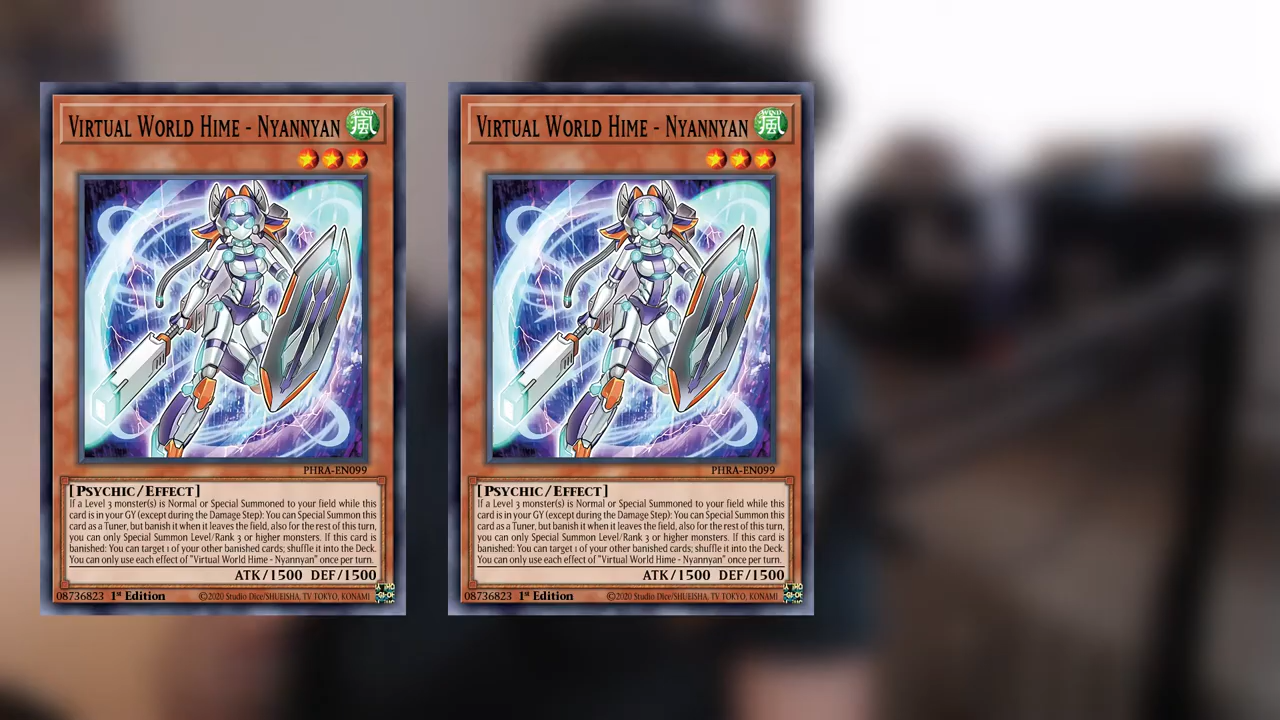 VIRTUAL WORLD HIME - NYANNYAN
WIND
風
PHRA-EN099
[PSYCHIC/EFFECT]
If a Level 3 monster(s) is Normal or Special Summoned to your field while this
card is in your GY (except during the Damage Step): You can Special Summon this
card as a Tuner, but banish it when it leaves the field, also for the rest of this turn,
you can only Special Summon Level/Rank 3 or higher monsters. If this card is
banished: You can target 1 of your other banished cards; shuffle it into the Deck.
You can only use each effect of "Virtual World Hime - Nyannyan" once per turn.
ATK/1500 DEF/1500
08736823 1st Edition ©2020 Studio Dice/SHUEISHA, TV TOKYO, KONAMI
VIRTUAL WORLD HIME - NYANNYAN
WIND
風
PHRA-EN099
[PSYCHIC/EFFECT]
If a Level 3 monster(s) is Normal or Special Summoned to your field while this
card is in your GY (except during the Damage Step): You can Special Summon this
card as a Tuner, but banish it when it leaves the field, also for the rest of this turn,
you can only Special Summon Level/Rank 3 or higher monsters. If this card is
banished: You can target 1 of your other banished cards; shuffle it into the Deck.
You can only use each effect of "Virtual World Hime - Nyannyan" once per turn.
ATK/1500 DEF/1500
08736823 1st Edition ©2020 Studio Dice/SHUEISHA, TV TOKYO, KONAMI